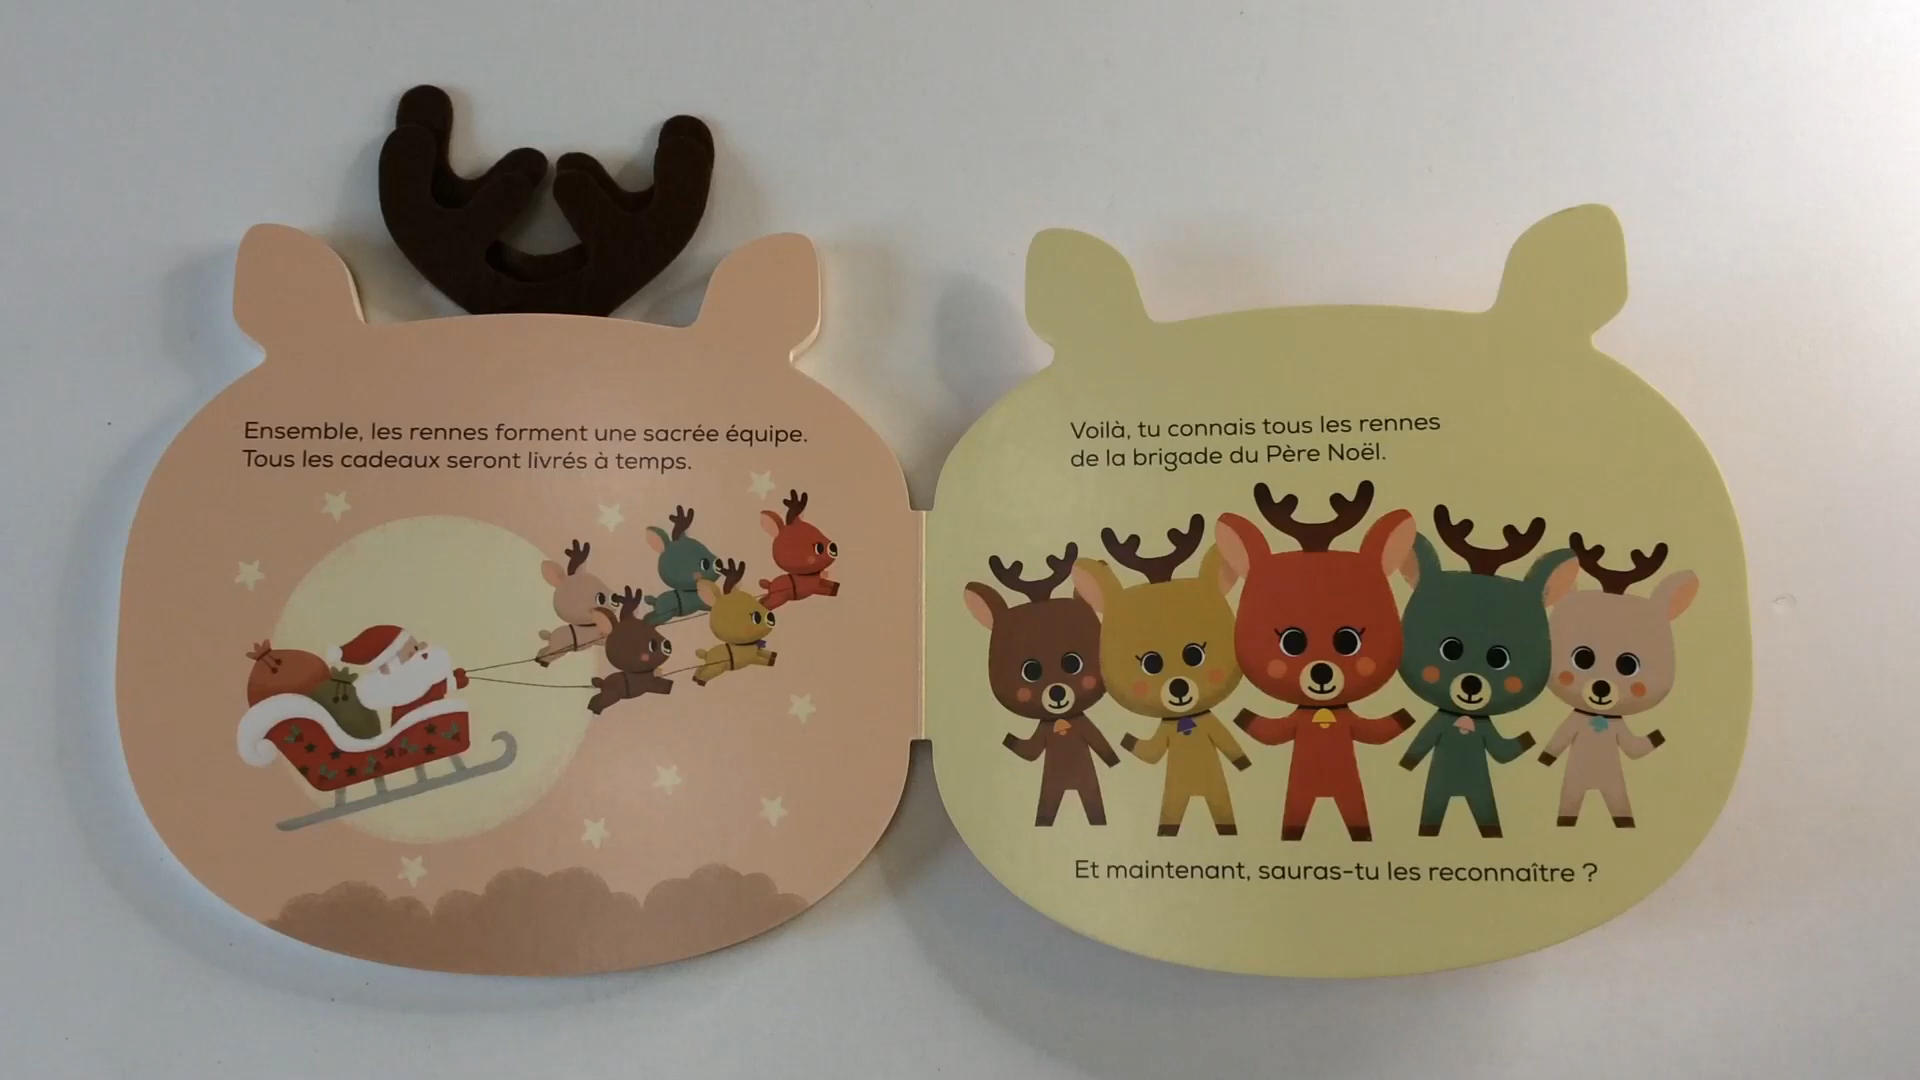 Ensemble, les rennes forment une sacrée équipe.
Tous les cadeaux seront livrés à temps.
Voilà, tu connais tous les rennes
de la brigade du Père Noël.
Et maintenant, sauras-tu les reconnaître ?